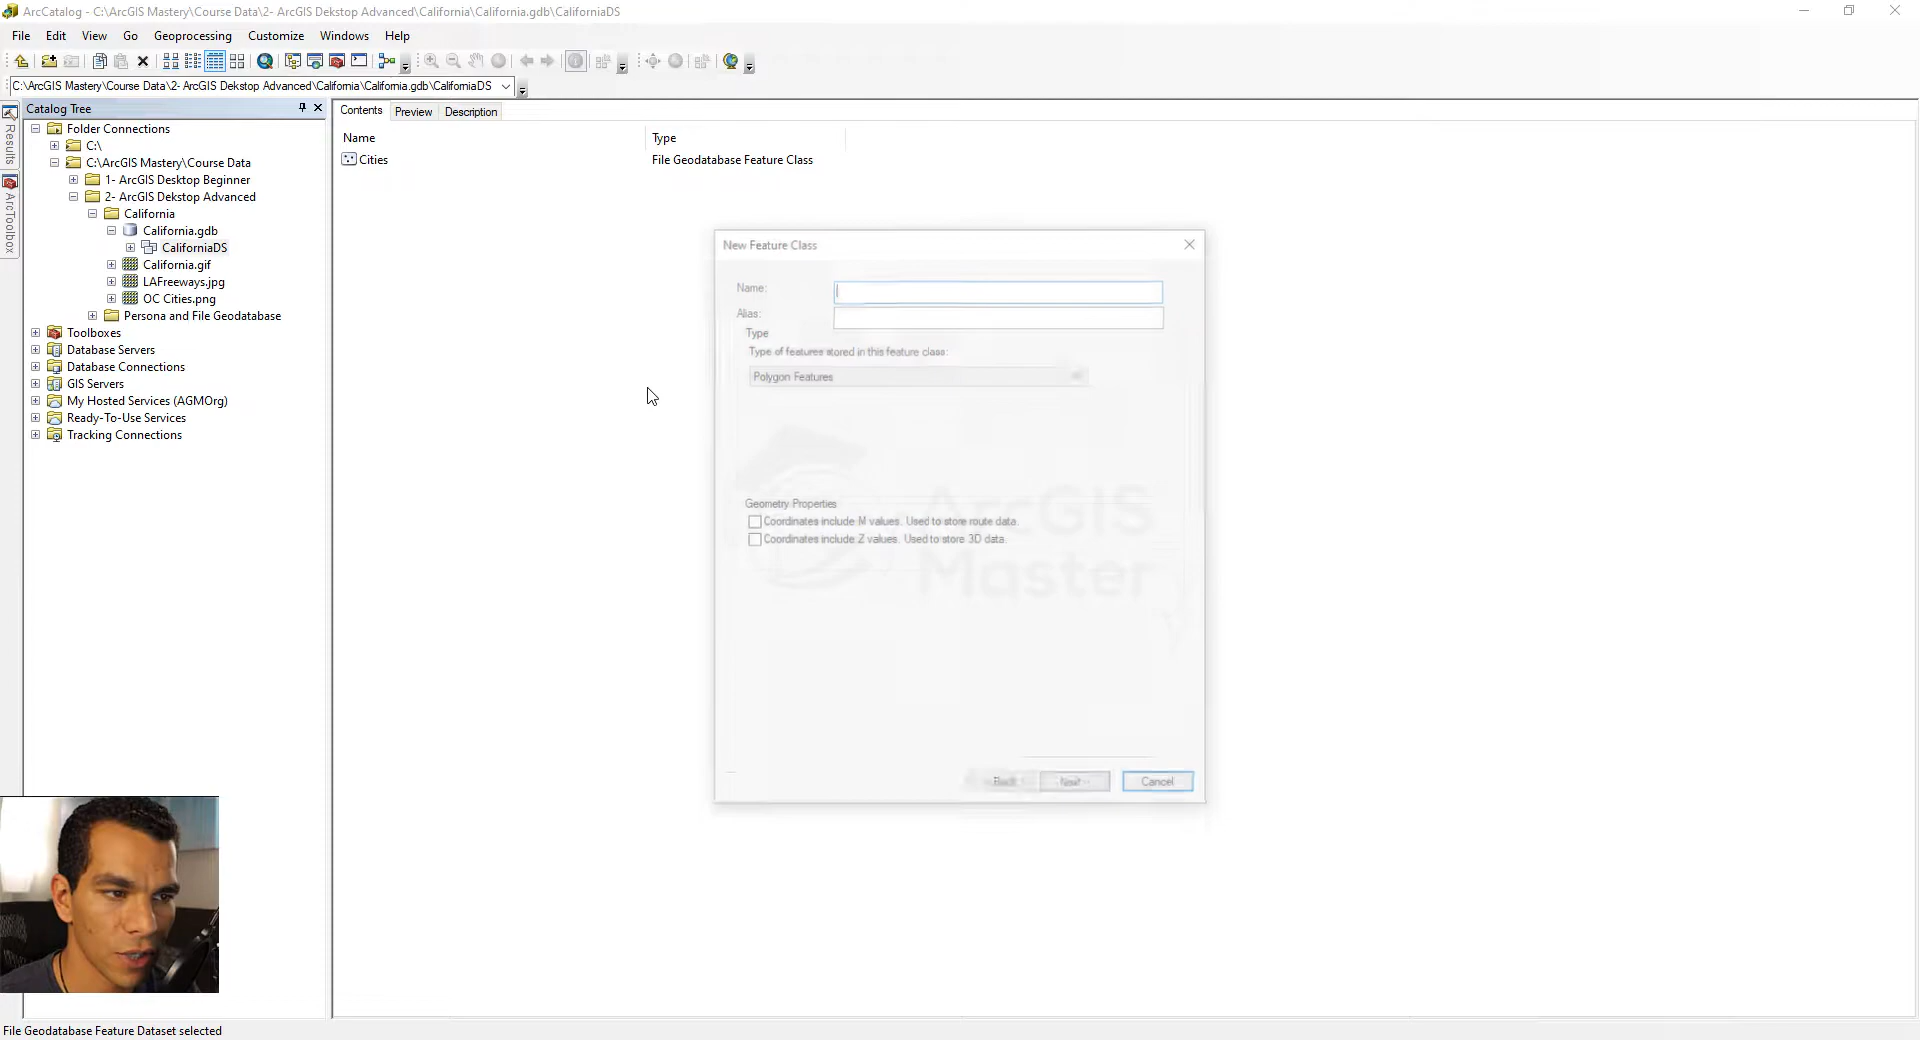 ArcCatalog - C:\ArcGIS Mastery\Course Data\2- ArcGIS Dekstop Advanced\California\California.gdb\CaliforniaDS
File Edit View Go Geoprocessing Customize Windows Help
C:\ArcGIS Mastery\Course Data\2- ArcGIS Dekstop Advanced\California\California.gdb\CaliforniaDS
Results
ArcToolbox
Catalog Tree
Folder Connections
C:\
C:\ArcGIS Mastery\Course Data
1- ArcGIS Desktop Beginner
2- ArcGIS Dekstop Advanced
California
California.gdb
CaliforniaDS
California.gif
LAFreeways.jpg
OC Cities.png
Persona and File Geodatabase
Toolboxes
Database Servers
Database Connections
GIS Servers
My Hosted Services (AGMOrg)
Ready-To-Use Services
Tracking Connections
Contents Preview Description
Name Type
Cities File Geodatabase Feature Class
New Feature Class
Name:
Alias:
Type
Type of features stored in this feature class:
Polygon Features
Geometry Properties
Coordinates include M values. Used to store route data.
Coordinates include Z values. Used to store 3D data.
ArcGIS
Master
Back Next Cancel
File Geodatabase Feature Dataset selected